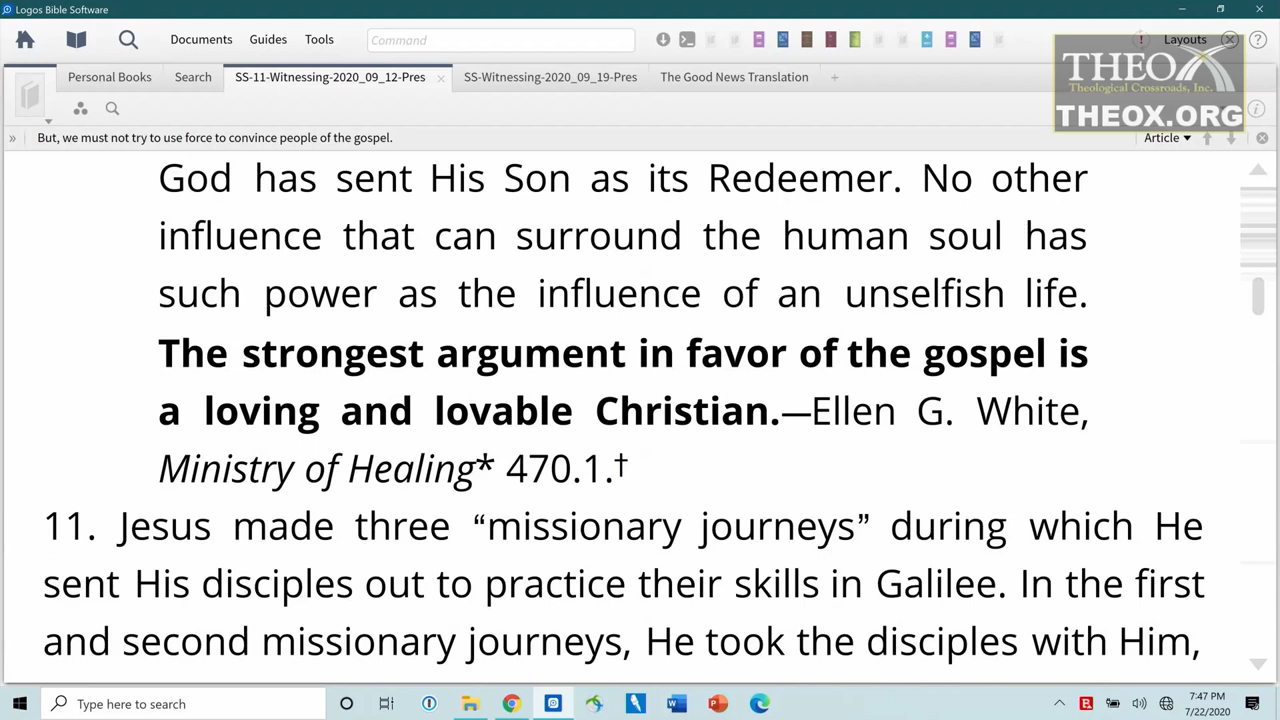 Logos Bible Software
Documents Guides Tools Command Layouts
THEOX
Theological Crossroads, Inc.
THEOX.ORG
Personal Books Search SS-11-Witnessing-2020_09_12-Pres SS-Witnessing-2020_09_19-Pres The Good News Translation
But, we must not try to use force to convince people of the gospel. Article
God has sent His Son as its Redeemer. No other
influence that can surround the human soul has
such power as the influence of an unselfish life.
The strongest argument in favor of the gospel is
a loving and lovable Christian.—Ellen G. White,
Ministry of Healing* 470.1.†
11. Jesus made three “missionary journeys” during which He
sent His disciples out to practice their skills in Galilee. In the first
and second missionary journeys, He took the disciples with Him,
Type here to search
7:47 PM
7/22/2020